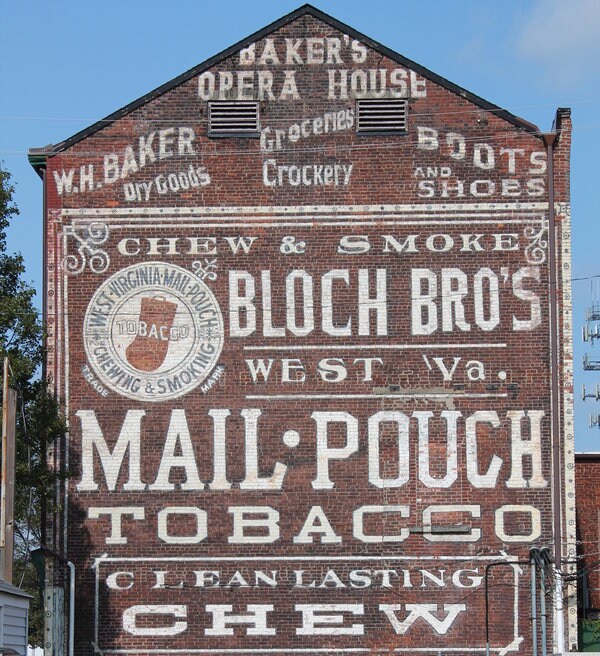 BAKER'S
OPERA HOUSE
W.H. BAKER
Dry Goods
Groceries
Crockery
BOOTS
AND
SHOES
CHEW & SMOKE
WEST VIRGINIA MAIL POUCH
TOBACCO
CHEWING & SMOKING
TRADE MARK
BLOCH BRO'S
WEST Va.
MAIL·POUCH
TOBACCO
CLEAN LASTING
CHEW